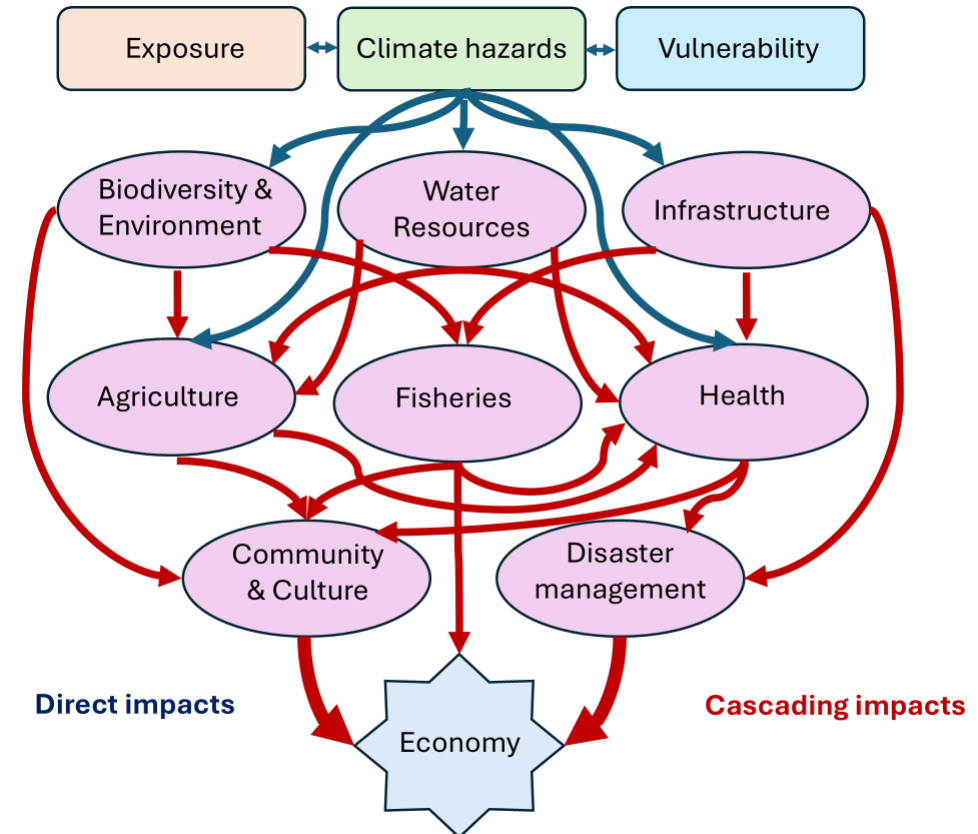 Exposure
Climate hazards
Vulnerability
Biodiversity &
Environment
Water
Resources
Infrastructure
Agriculture
Fisheries
Health
Community
& Culture
Disaster
management
Direct impacts
Cascading impacts
Economy